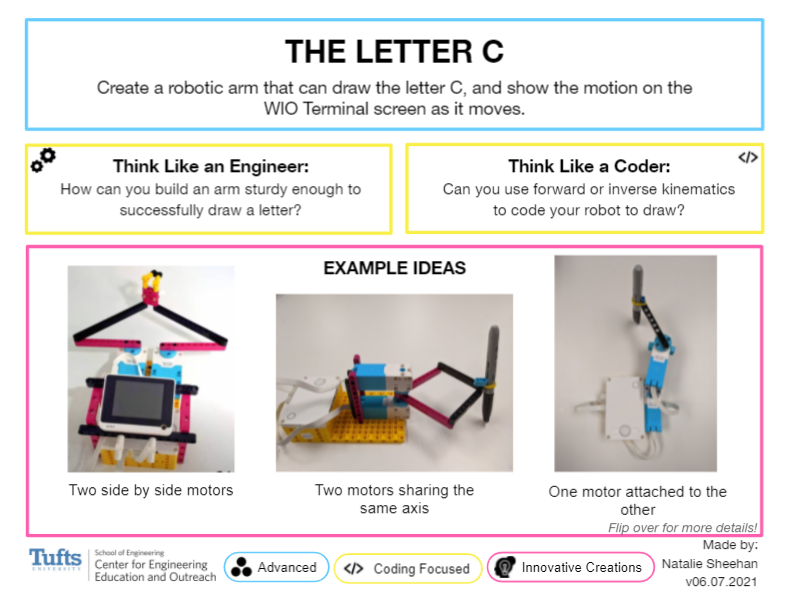 THE LETTER C
Create a robotic arm that can draw the letter C, and show the motion on the
WIO Terminal screen as it moves.
Think Like an Engineer:
How can you build an arm sturdy enough to
successfully draw a letter?
</>
Think Like a Coder:
Can you use forward or inverse kinematics
to code your robot to draw?
EXAMPLE IDEAS
Two side by side motors
Two motors sharing the
same axis
One motor attached to the
other
Flip over for more details!
Tufts
UNIVERSITY
School of Engineering
Center for Engineering
Education and Outreach
Advanced
</> Coding Focused
Innovative Creations
Made by:
Natalie Sheehan
v06.07.2021